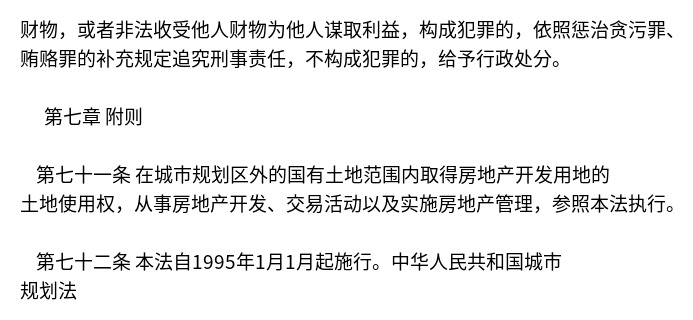 财物，或者非法收受他人财物为他人谋取利益，构成犯罪的，依照惩治贪污罪、
贿赂罪的补充规定追究刑事责任，不构成犯罪的，给予行政处分。
第七章 附则
第七十一条 在城市规划区外的国有土地范围内取得房地产开发用地的
土地使用权，从事房地产开发、交易活动以及实施房地产管理，参照本法执行。
第七十二条 本法自1995年1月1月起施行。中华人民共和国城市
规划法